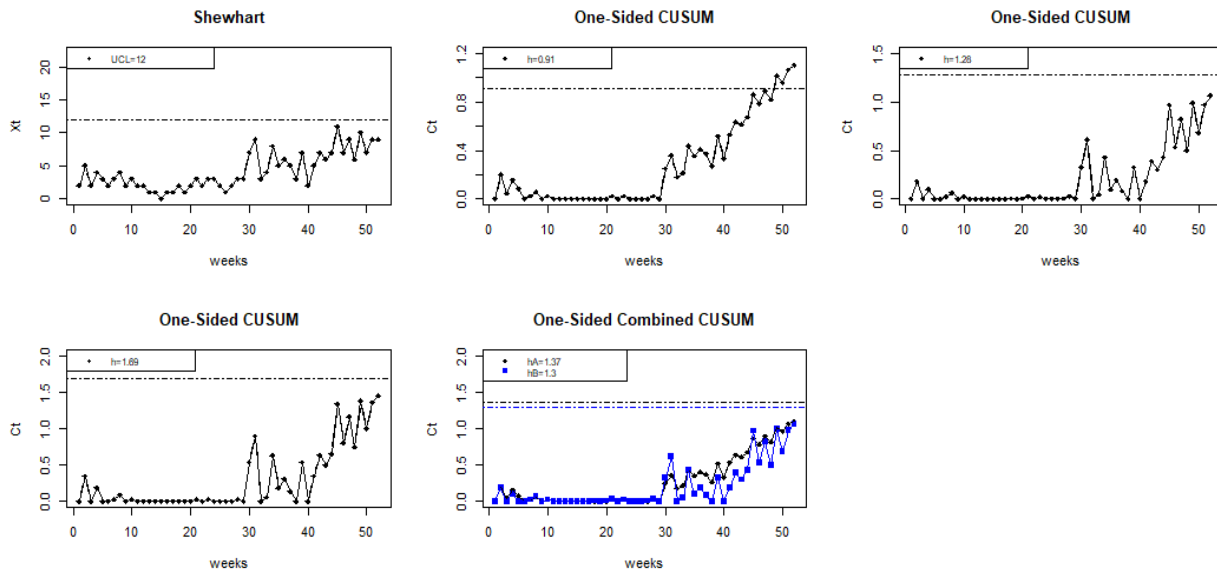 Shewhart
UCL=12
Xt
20
15
10
5
0
0 10 20 30 40 50
weeks
One-Sided CUSUM
h=0.91
Ct
1.2
0.8
0.4
0.0
0 10 20 30 40 50
weeks
One-Sided CUSUM
h=1.28
Ct
1.5
1.0
0.5
0.0
0 10 20 30 40 50
weeks
One-Sided CUSUM
h=1.69
Ct
2.0
1.5
1.0
0.5
0.0
0 10 20 30 40 50
weeks
One-Sided Combined CUSUM
hA=1.37
hB=1.3
Ct
2.0
1.5
1.0
0.5
0.0
0 10 20 30 40 50
weeks